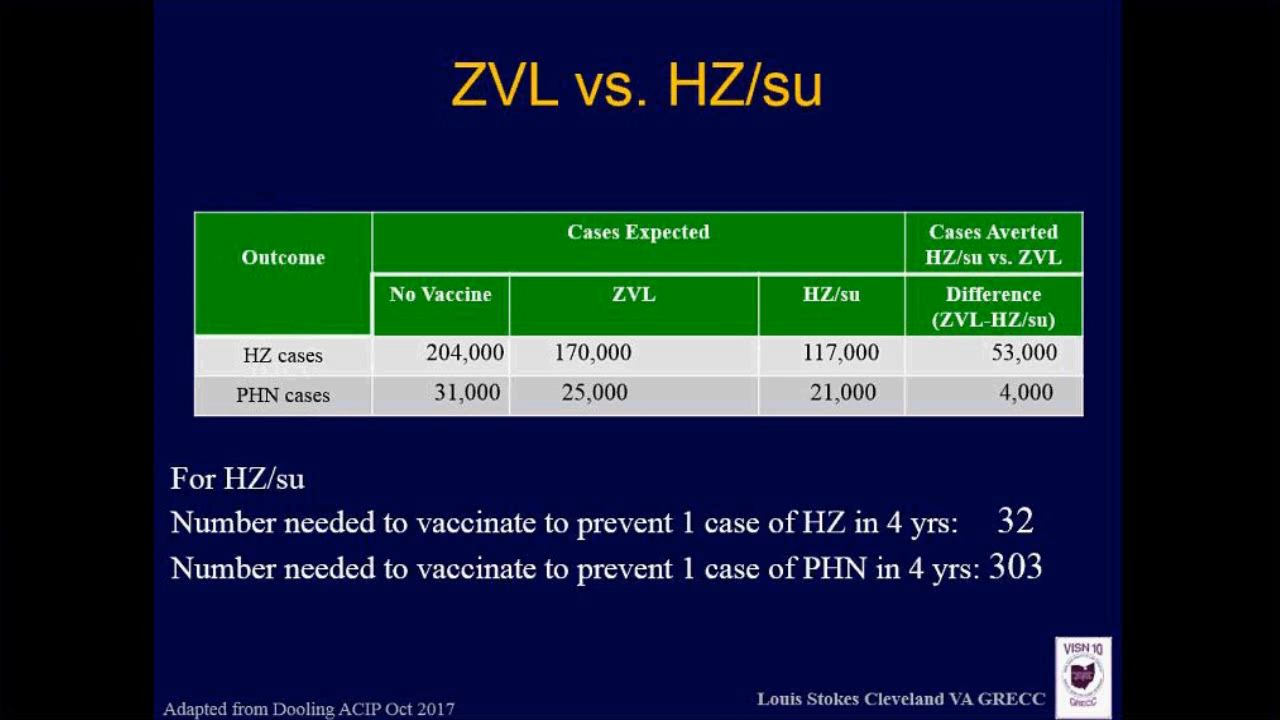 ZVL vs. HZ/su
Outcome
Cases Expected
Cases Averted
HZ/su vs. ZVL
No Vaccine
ZVL
HZ/su
Difference
(ZVL-HZ/su)
HZ cases 204,000 170,000 117,000 53,000
PHN cases 31,000 25,000 21,000 4,000
For HZ/su
Number needed to vaccinate to prevent 1 case of HZ in 4 yrs: 32
Number needed to vaccinate to prevent 1 case of PHN in 4 yrs: 303
VISN 10
GRECC
Louis Stokes Cleveland VA GRECC
Adapted from Dooling ACIP Oct 2017